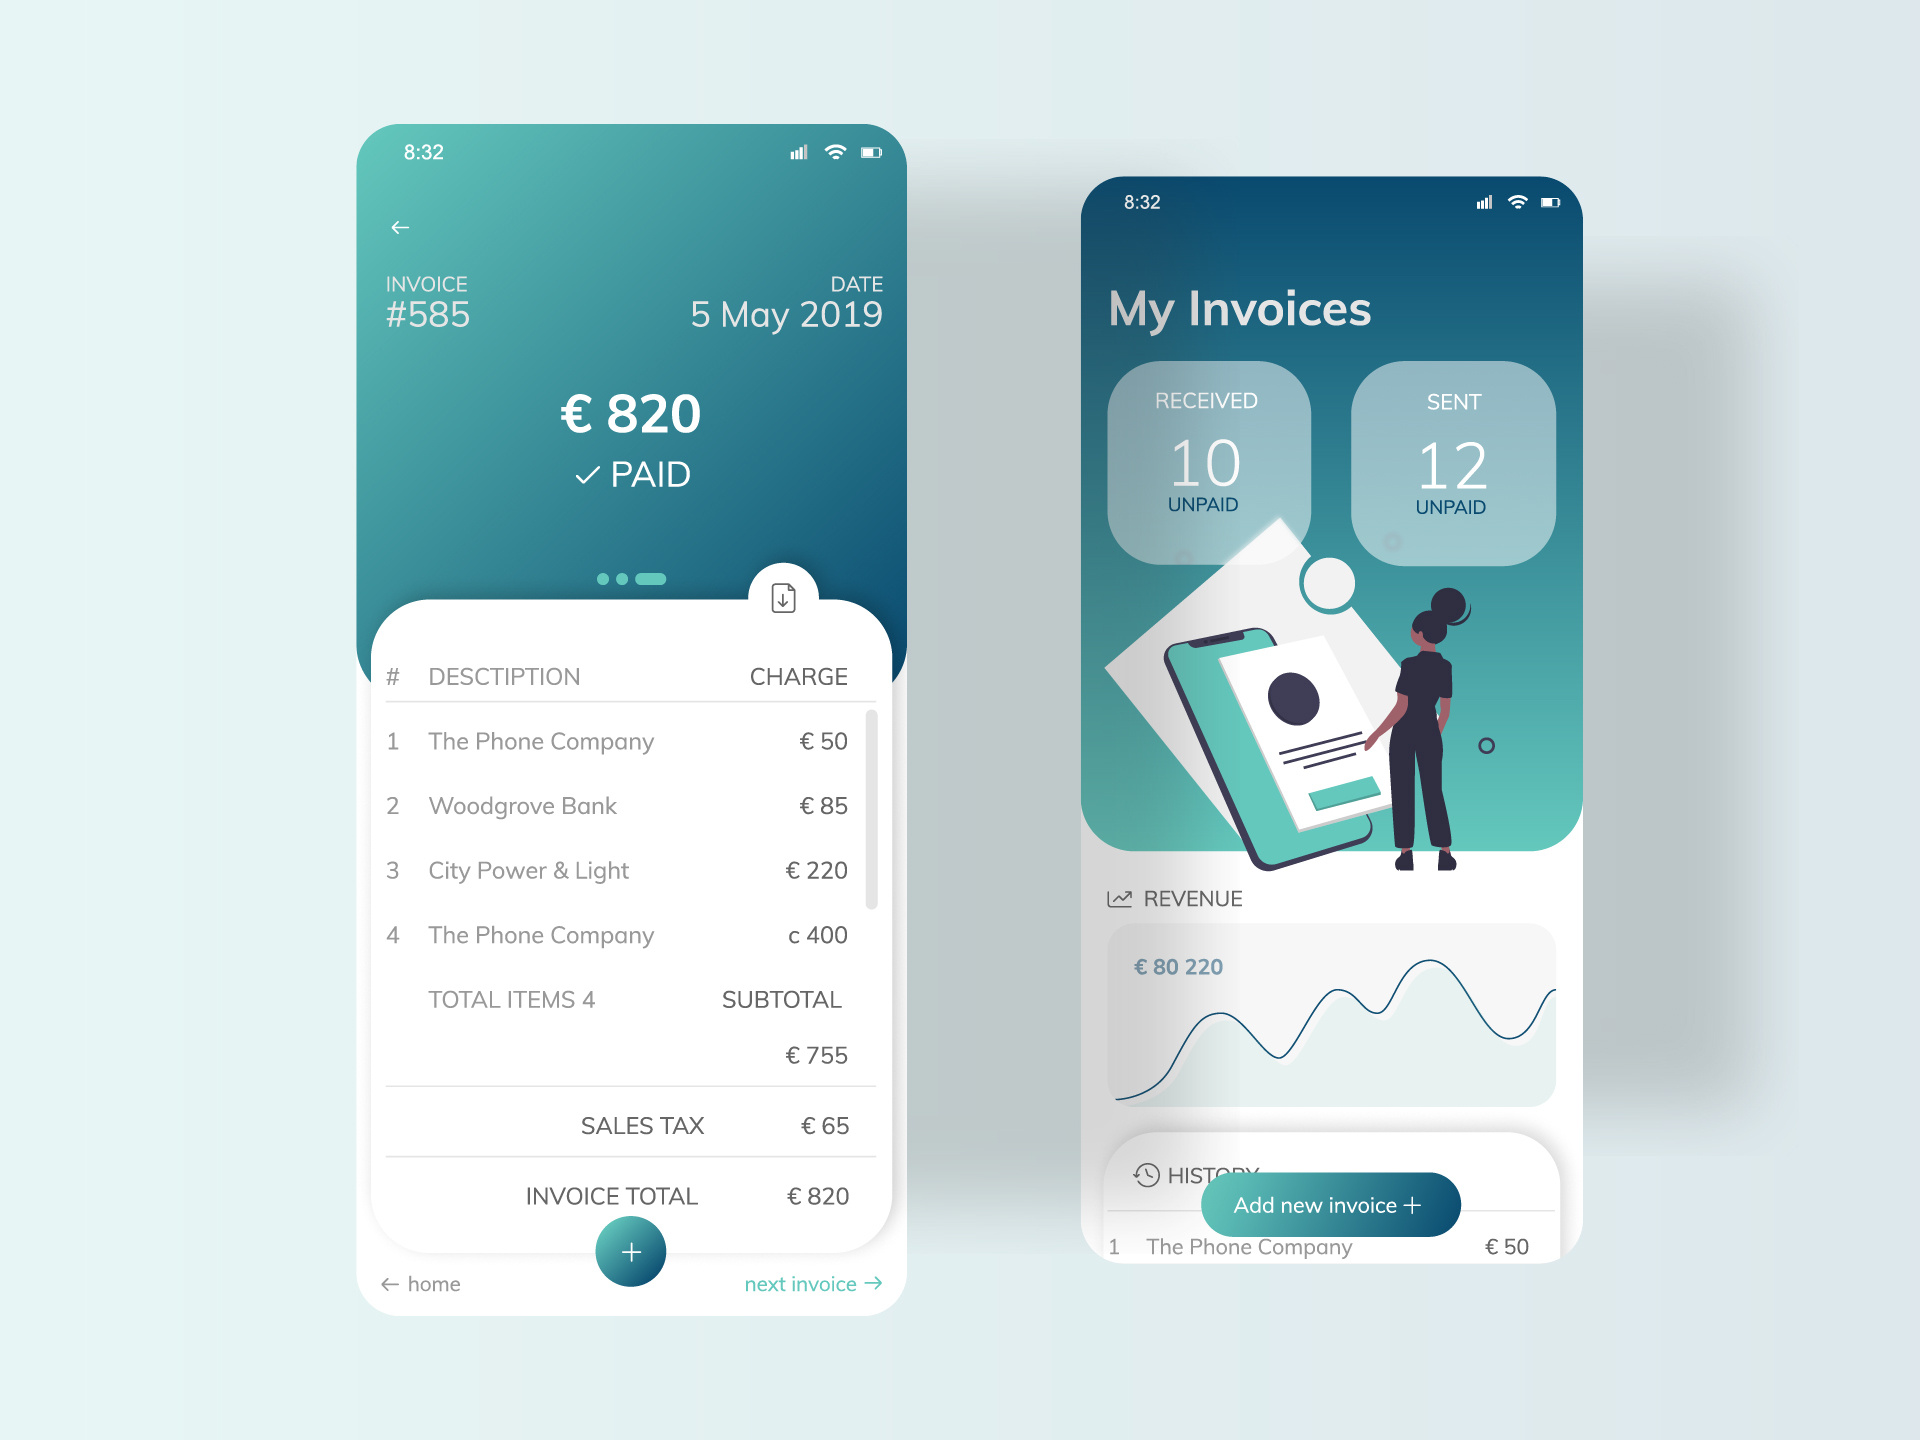 8:32
INVOICE DATE
#585 5 May 2019
€ 820
PAID
# DESCTIPTION CHARGE
1 The Phone Company € 50
2 Woodgrove Bank € 85
3 City Power & Light € 220
4 The Phone Company c 400
TOTAL ITEMS 4 SUBTOTAL
€ 755
SALES TAX € 65
INVOICE TOTAL € 820
+
← home next invoice →
8:32
My Invoices
RECEIVED SENT
10 12
UNPAID UNPAID
REVENUE
€ 80 220
HISTORY
Add new invoice +
1 The Phone Company € 50